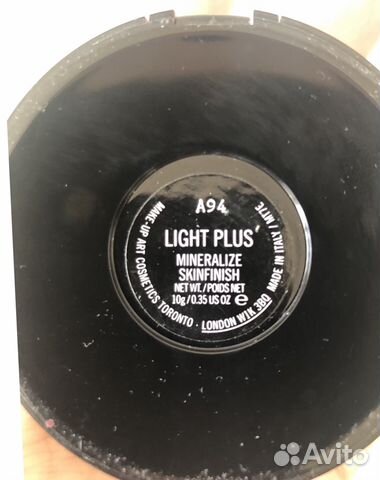 A94
LIGHT PLUS
MINERALIZE
SKINFINISH
NET WT./POIDS NET
10g/0.35 US OZ ℮
MAKE-UP ART COSMETICS TORONTO · LONDON W1K 3BQ MADE IN ITALY / M17E
Avito